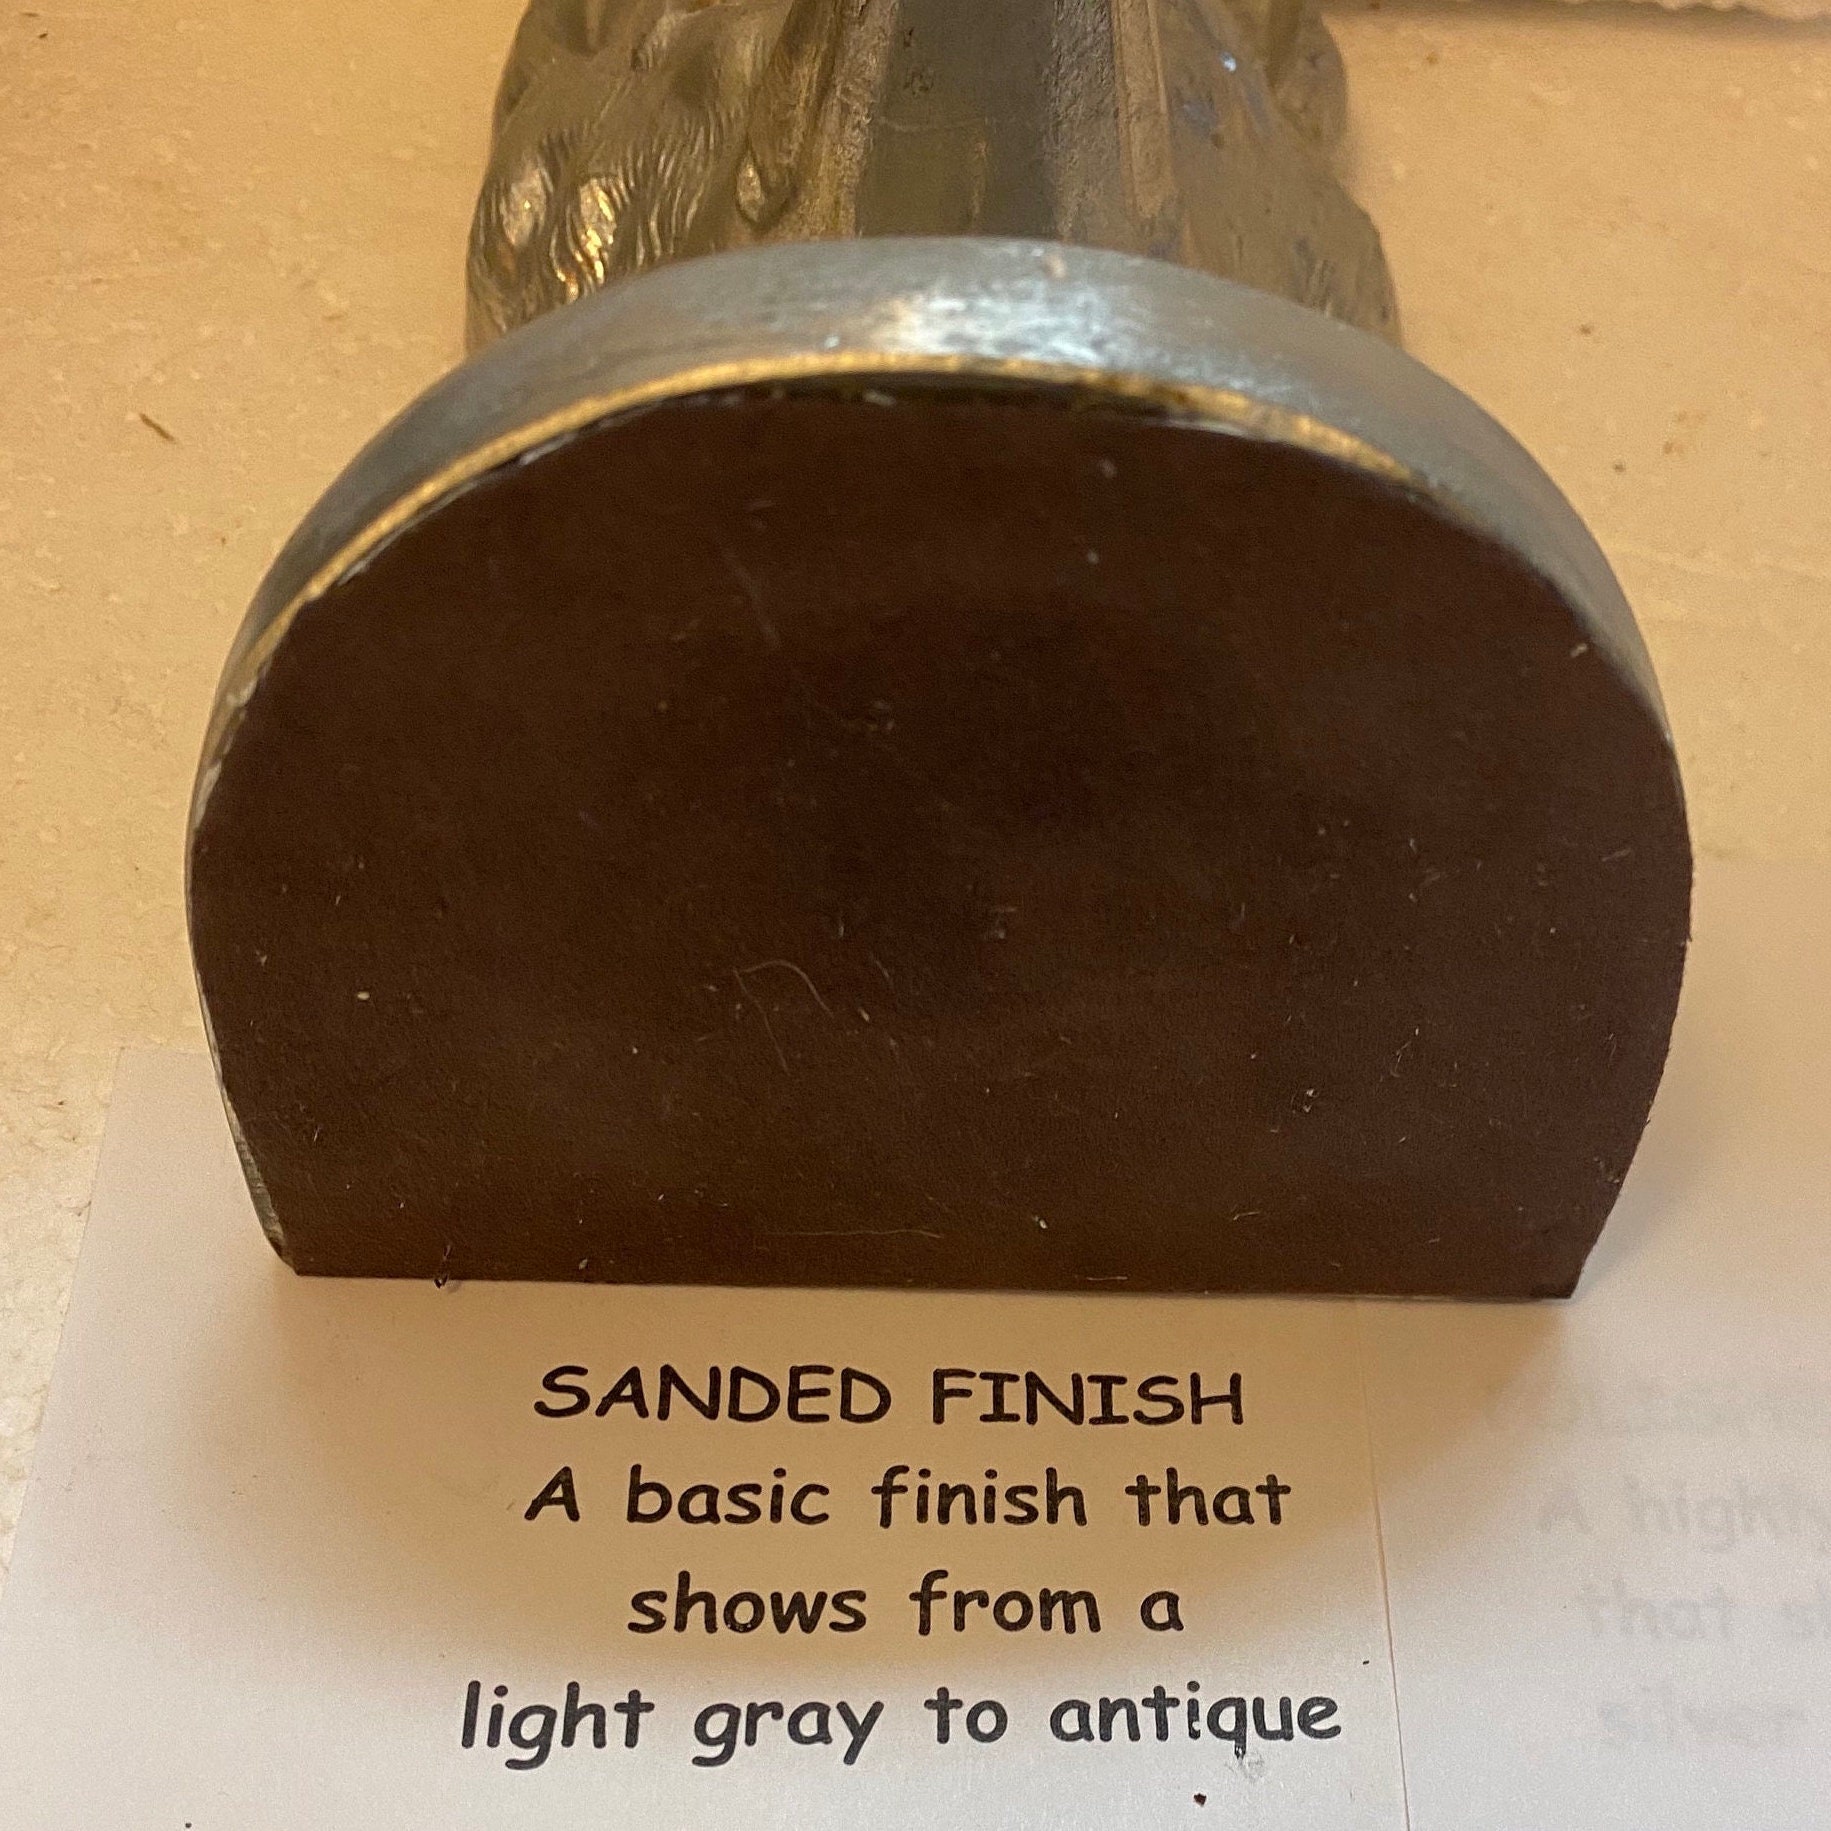 SANDED FINISH
A basic finish that
shows from a
light gray to antique